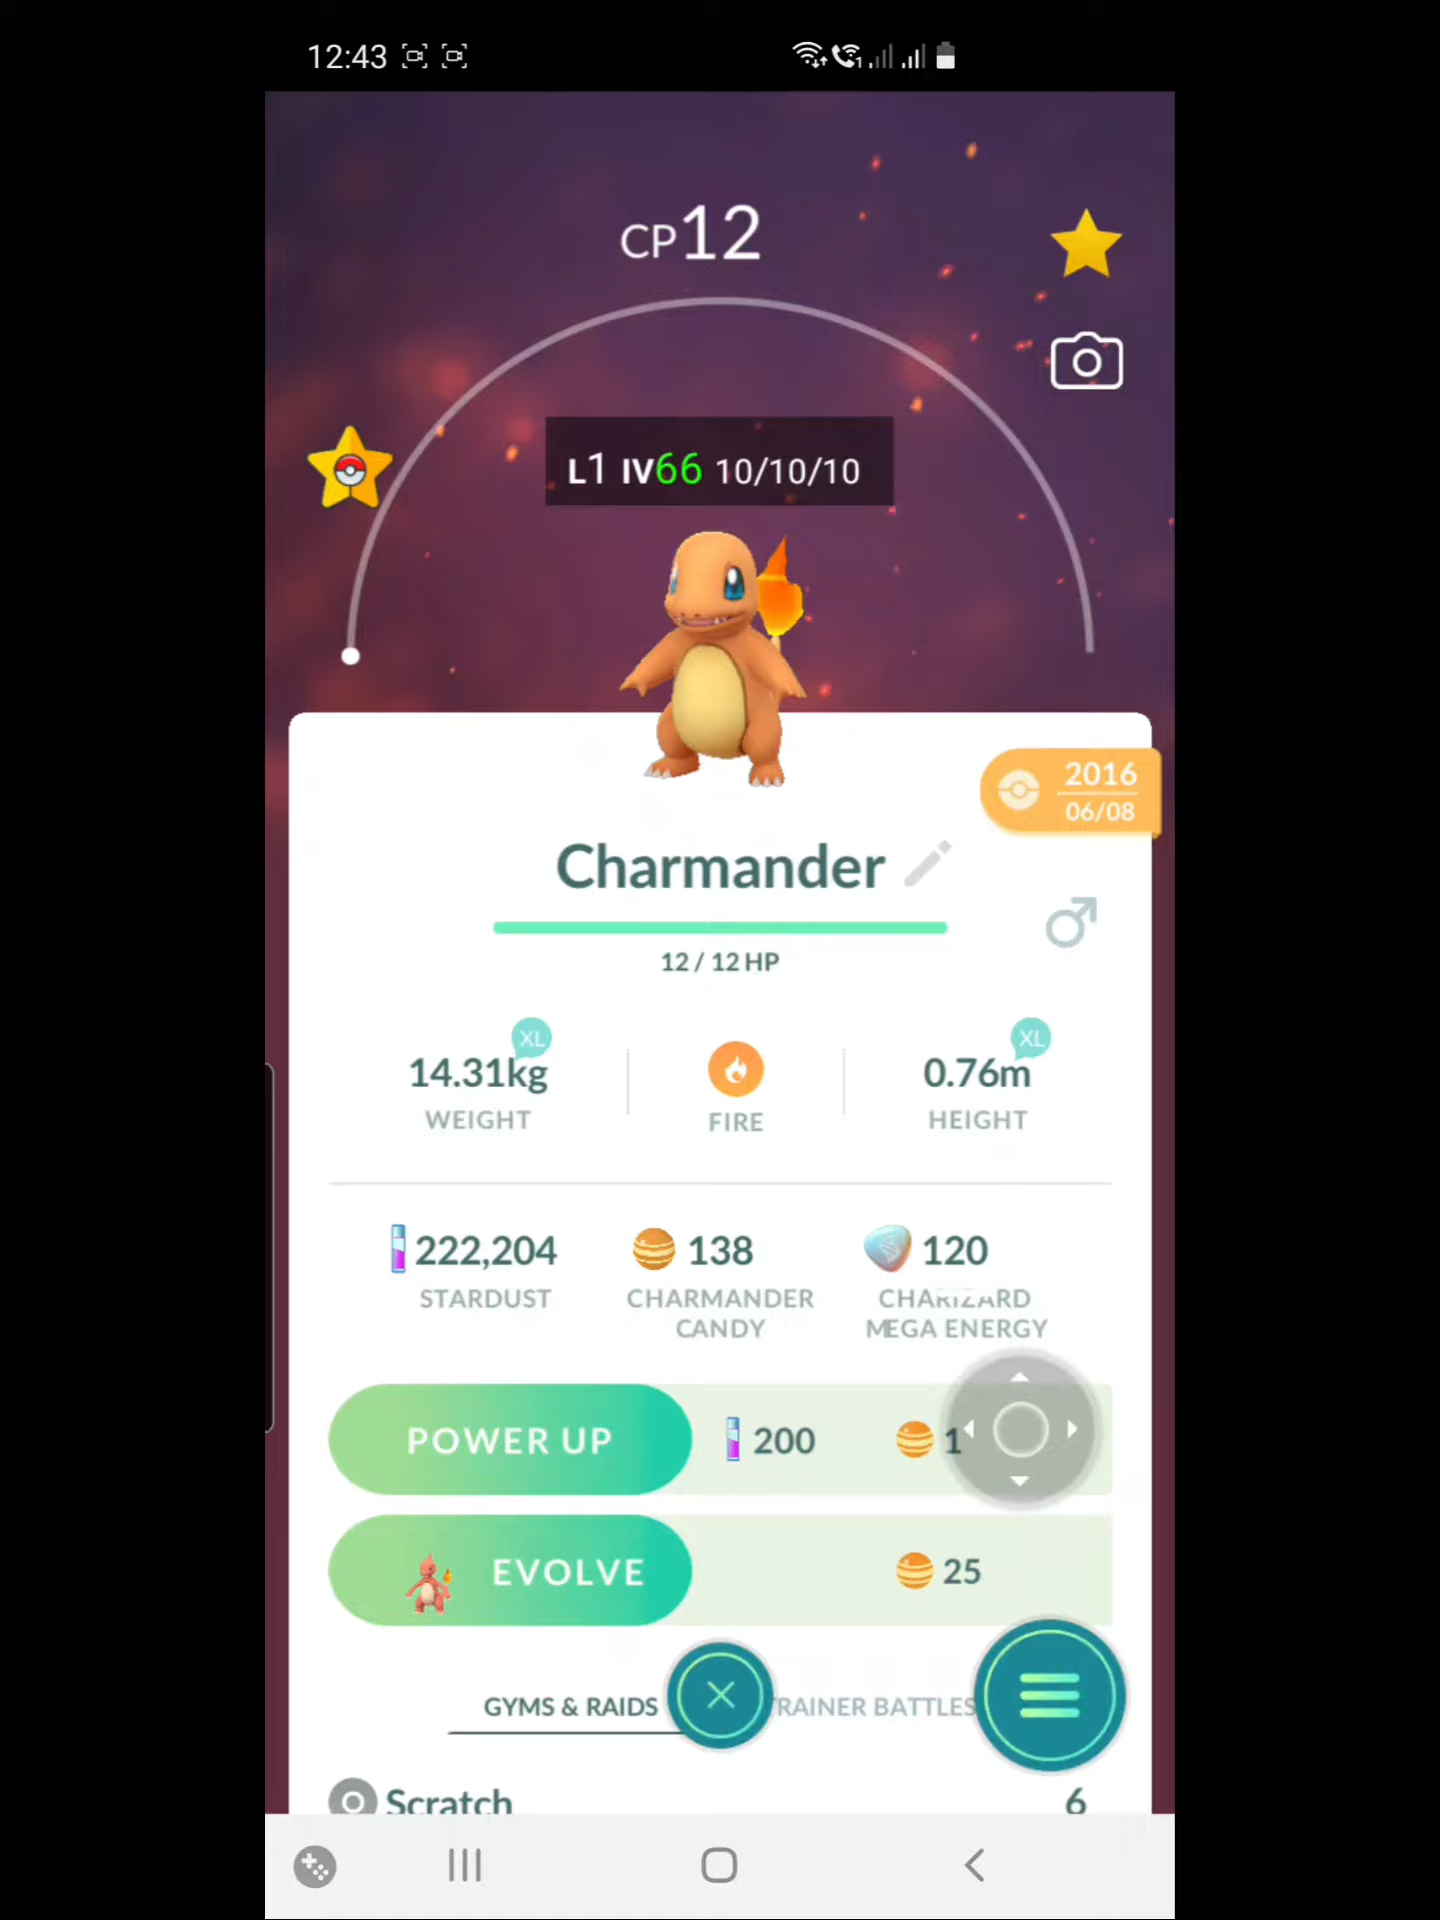 12:43
CP12
L1 IV66 10/10/10
2016
06/08
Charmander
12 / 12 HP
XL
XL
14.31kg
0.76m
WEIGHT
FIRE
HEIGHT
222,204
138
120
STARDUST
CHARMANDER
CANDY
CHARIZARD
MEGA ENERGY
POWER UP
200
1
EVOLVE
25
GYMS & RAIDS
TRAINER BATTLES
Scratch
6